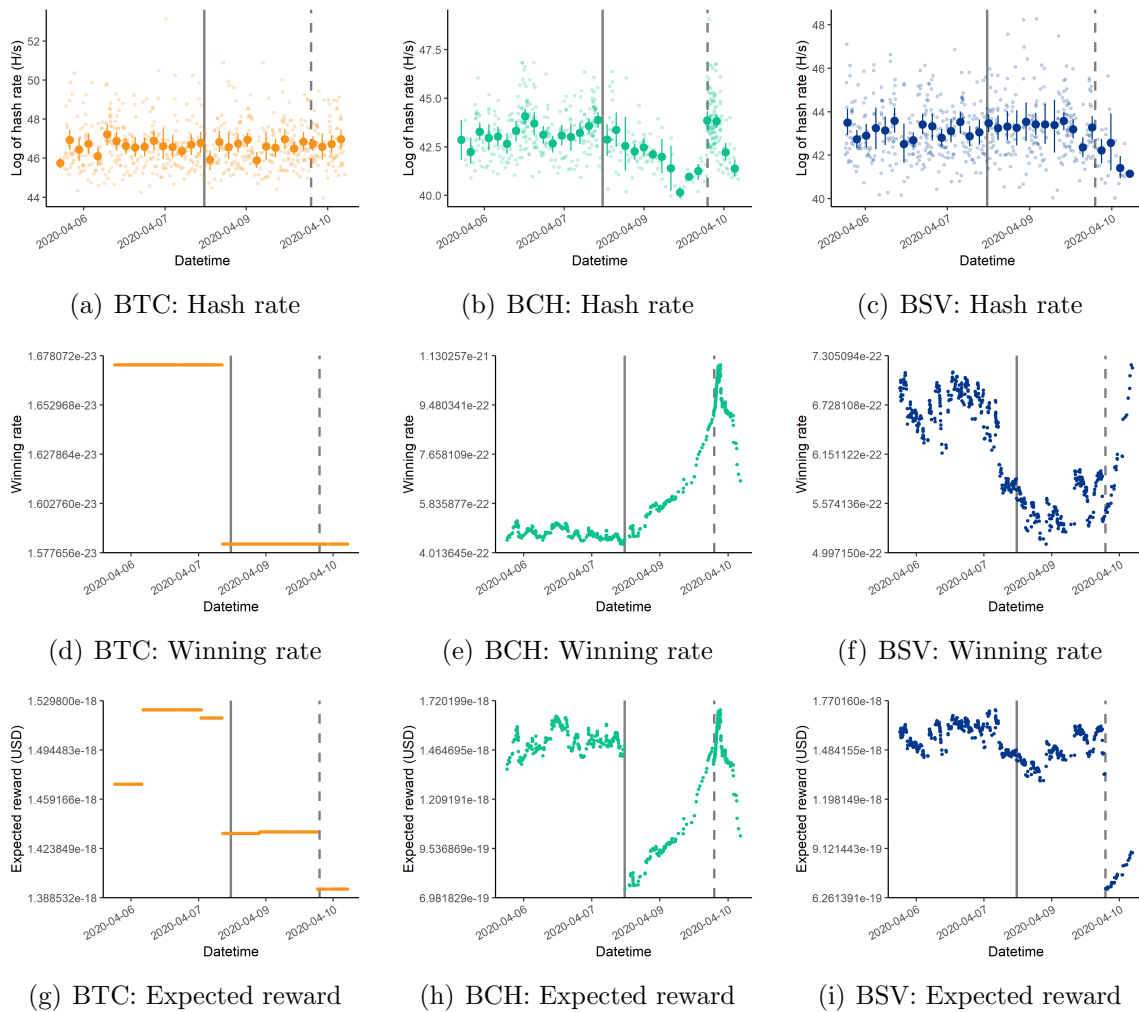 Log of hash rate (H/s)
52
50
48
46
44
2020-04-06
2020-04-07
2020-04-09
2020-04-10
Datetime
(a) BTC: Hash rate
Log of hash rate (H/s)
47.5
45.0
42.5
40.0
2020-04-06
2020-04-07
2020-04-09
2020-04-10
Datetime
(b) BCH: Hash rate
Log of hash rate (H/s)
48
46
44
42
40
2020-04-06
2020-04-07
2020-04-09
2020-04-10
Datetime
(c) BSV: Hash rate
Winning rate
1.678072e-23
1.652968e-23
1.627864e-23
1.602760e-23
1.577656e-23
2020-04-06
2020-04-07
2020-04-09
2020-04-10
Datetime
(d) BTC: Winning rate
Winning rate
1.130257e-21
9.480341e-22
7.658109e-22
5.835877e-22
4.013645e-22
2020-04-06
2020-04-07
2020-04-09
2020-04-10
Datetime
(e) BCH: Winning rate
Winning rate
7.305094e-22
6.728108e-22
6.151122e-22
5.574136e-22
4.997150e-22
2020-04-06
2020-04-07
2020-04-09
2020-04-10
Datetime
(f) BSV: Winning rate
Expected reward (USD)
1.529800e-18
1.494483e-18
1.459166e-18
1.423849e-18
1.388532e-18
2020-04-06
2020-04-07
2020-04-09
2020-04-10
Datetime
(g) BTC: Expected reward
Expected reward (USD)
1.720199e-18
1.464695e-18
1.209191e-18
9.536869e-19
6.981829e-19
2020-04-06
2020-04-07
2020-04-09
2020-04-10
Datetime
(h) BCH: Expected reward
Expected reward (USD)
1.770160e-18
1.484155e-18
1.198149e-18
9.121443e-19
6.261391e-19
2020-04-06
2020-04-07
2020-04-09
2020-04-10
Datetime
(i) BSV: Expected reward